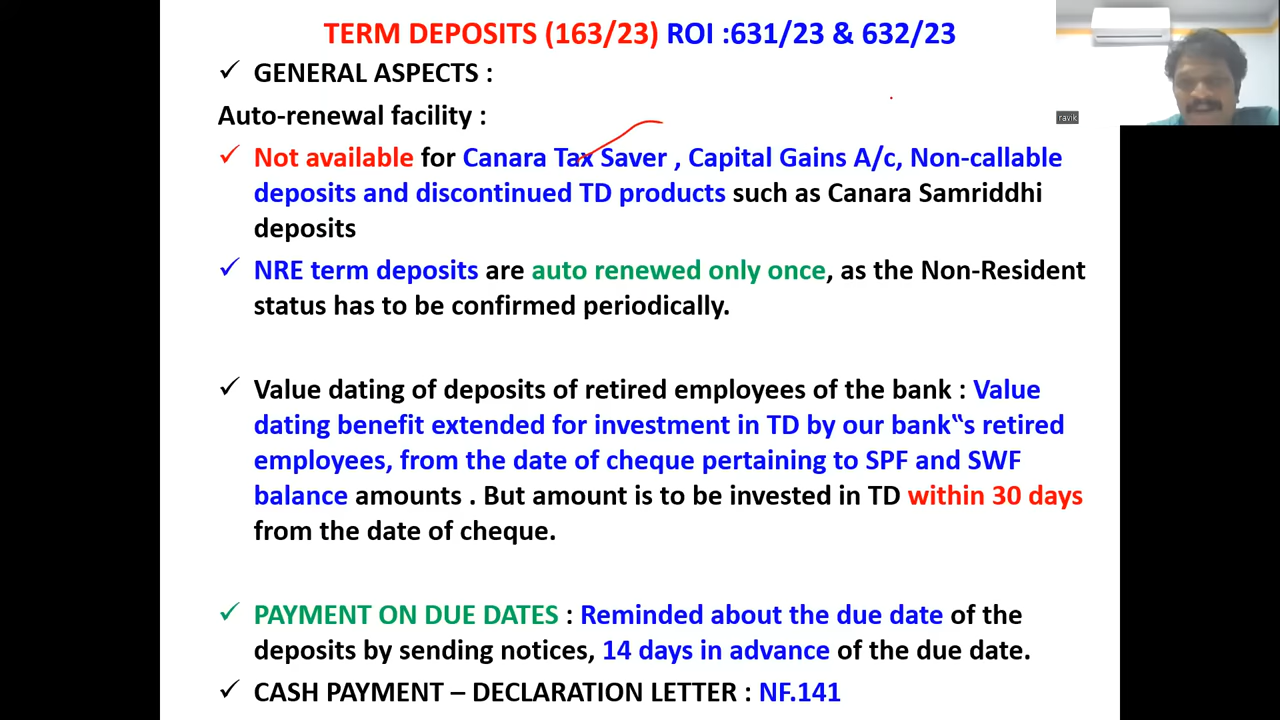 TERM DEPOSITS (163/23) ROI :631/23 & 632/23
✓ GENERAL ASPECTS :
Auto-renewal facility :
✓ Not available for Canara Tax Saver , Capital Gains A/c, Non-callable
deposits and discontinued TD products such as Canara Samriddhi
deposits
✓ NRE term deposits are auto renewed only once, as the Non-Resident
status has to be confirmed periodically.
✓ Value dating of deposits of retired employees of the bank : Value
dating benefit extended for investment in TD by our bank‟s retired
employees, from the date of cheque pertaining to SPF and SWF
balance amounts . But amount is to be invested in TD within 30 days
from the date of cheque.
✓ PAYMENT ON DUE DATES : Reminded about the due date of the
deposits by sending notices, 14 days in advance of the due date.
✓ CASH PAYMENT – DECLARATION LETTER : NF.141
ravik